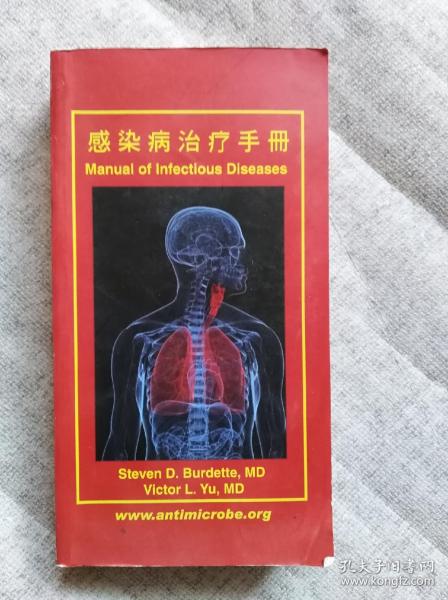 感染病治疗手冊
Manual of Infectious Diseases
Steven D. Burdette, MD
Victor L. Yu, MD
www.antimicrobe.org
孔夫子旧书网
www.kongfz.com